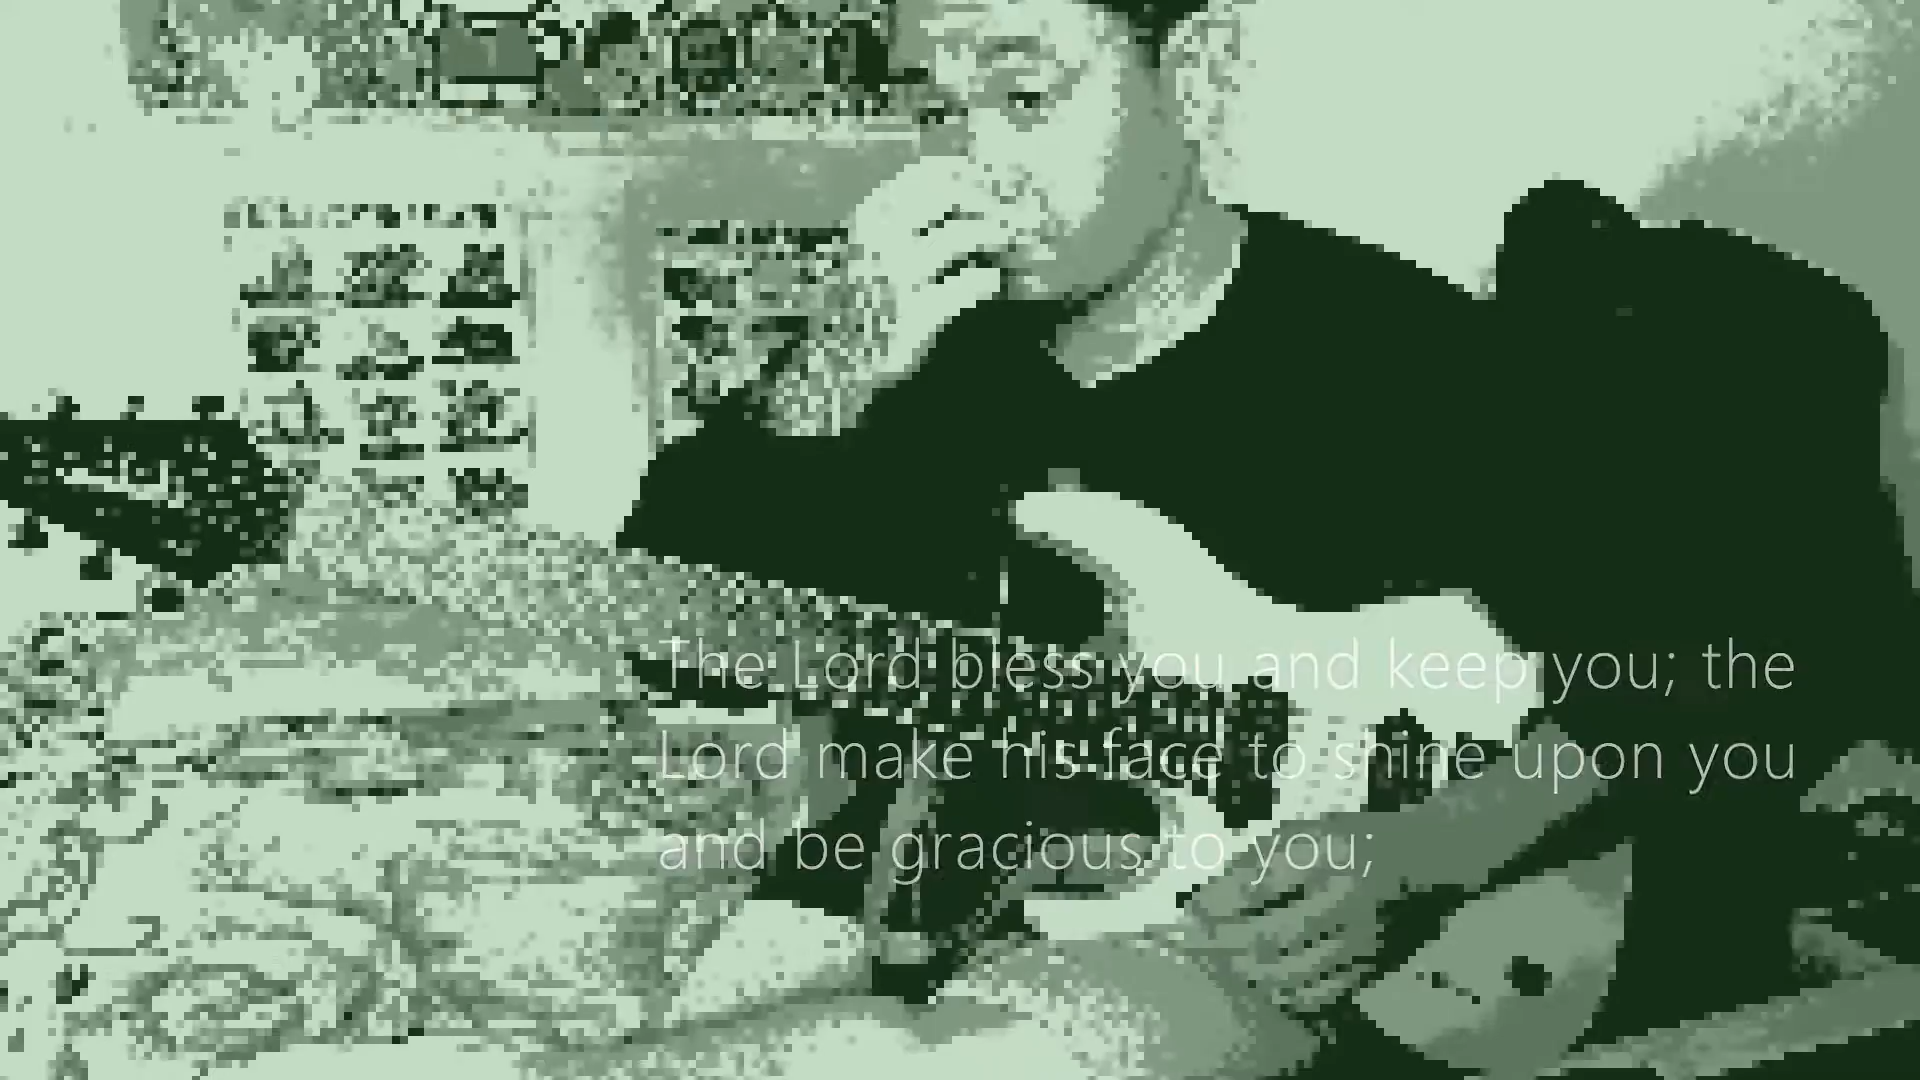 The Lord bless you and keep you; the
Lord make his face to shine upon you
and be gracious to you;